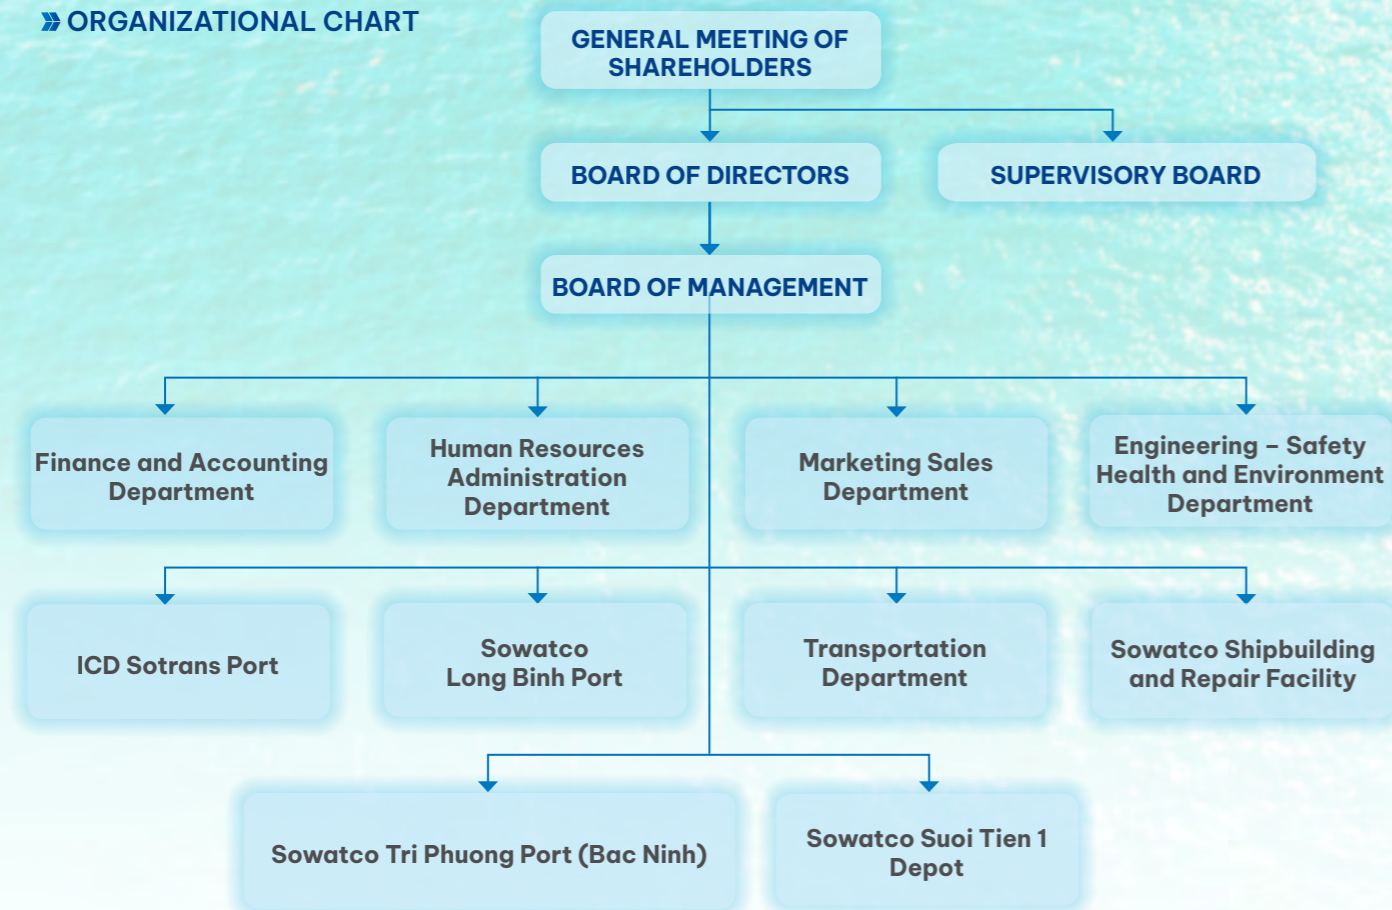 ORGANIZATIONAL CHART
GENERAL MEETING OF
SHAREHOLDERS
BOARD OF DIRECTORS
SUPERVISORY BOARD
BOARD OF MANAGEMENT
Finance and Accounting
Department
Human Resources
Administration
Department
Marketing Sales
Department
Engineering – Safety
Health and Environment
Department
ICD Sotrans Port
Sowatco
Long Binh Port
Transportation
Department
Sowatco Shipbuilding
and Repair Facility
Sowatco Tri Phuong Port (Bac Ninh)
Sowatco Suoi Tien 1
Depot